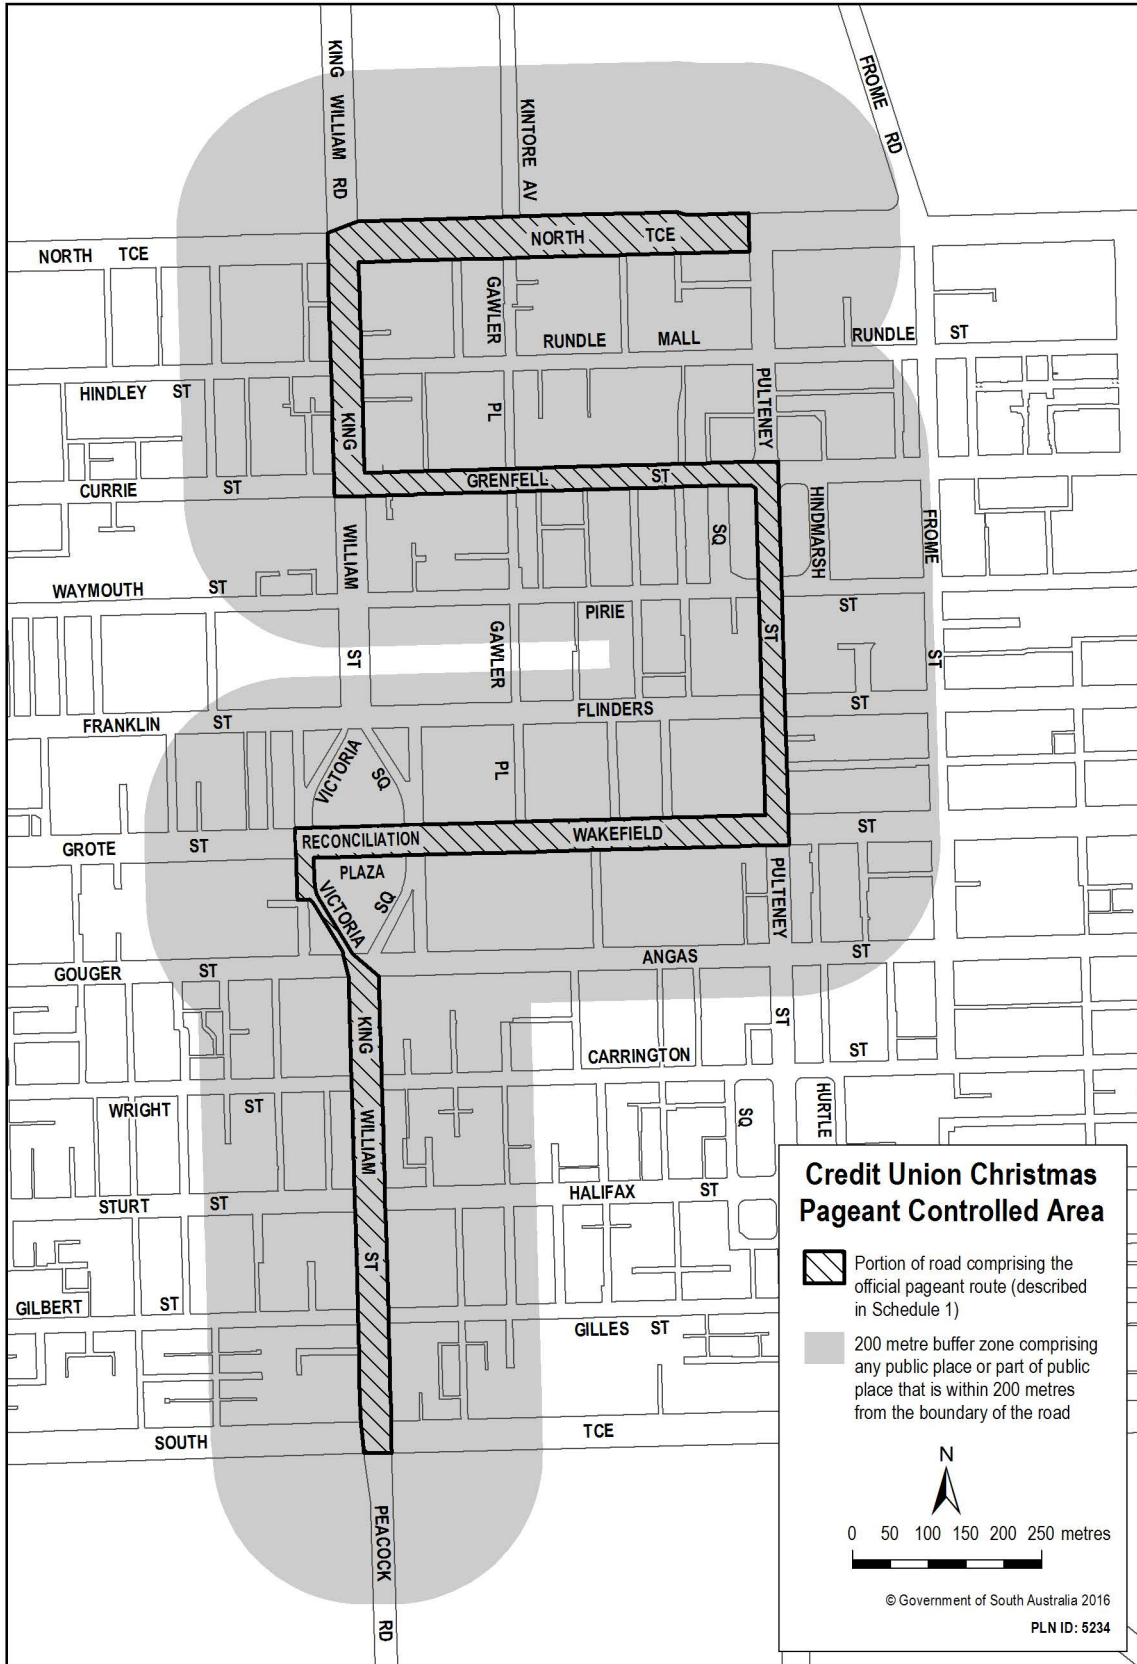 KING WILLIAM RD
KINTORE AV
FROME RD
NORTH TCE
NORTH TCE
GAWLER
RUNDLE MALL
RUNDLE ST
HINDLEY ST
KING
PL
PULTENEY
CURRIE ST
GRENFELL ST
WILLIAM
SQ
HINDMARSH
FROME
WAYMOUTH ST
PIRIE
ST
ST
GAWLER
ST
ST
FRANKLIN ST
FLINDERS
ST
VICTORIA
SQ
PL
GROTE ST
RECONCILIATION
WAKEFIELD
ST
PLAZA
VICTORIA
SQ
PULTENEY
GOUGER ST
ANGAS
ST
KING
ST
CARRINGTON
ST
WRIGHT ST
WILLIAM
SQ
HURTLE
STURT ST
HALIFAX ST
ST
GILBERT ST
GILLES ST
SOUTH
TCE
PEACOCK RD
Credit Union Christmas
Pageant Controlled Area
Portion of road comprising the
official pageant route (described
in Schedule 1)
200 metre buffer zone comprising
any public place or part of public
place that is within 200 metres
from the boundary of the road
N
0 50 100 150 200 250 metres
© Government of South Australia 2016
PLN ID: 5234